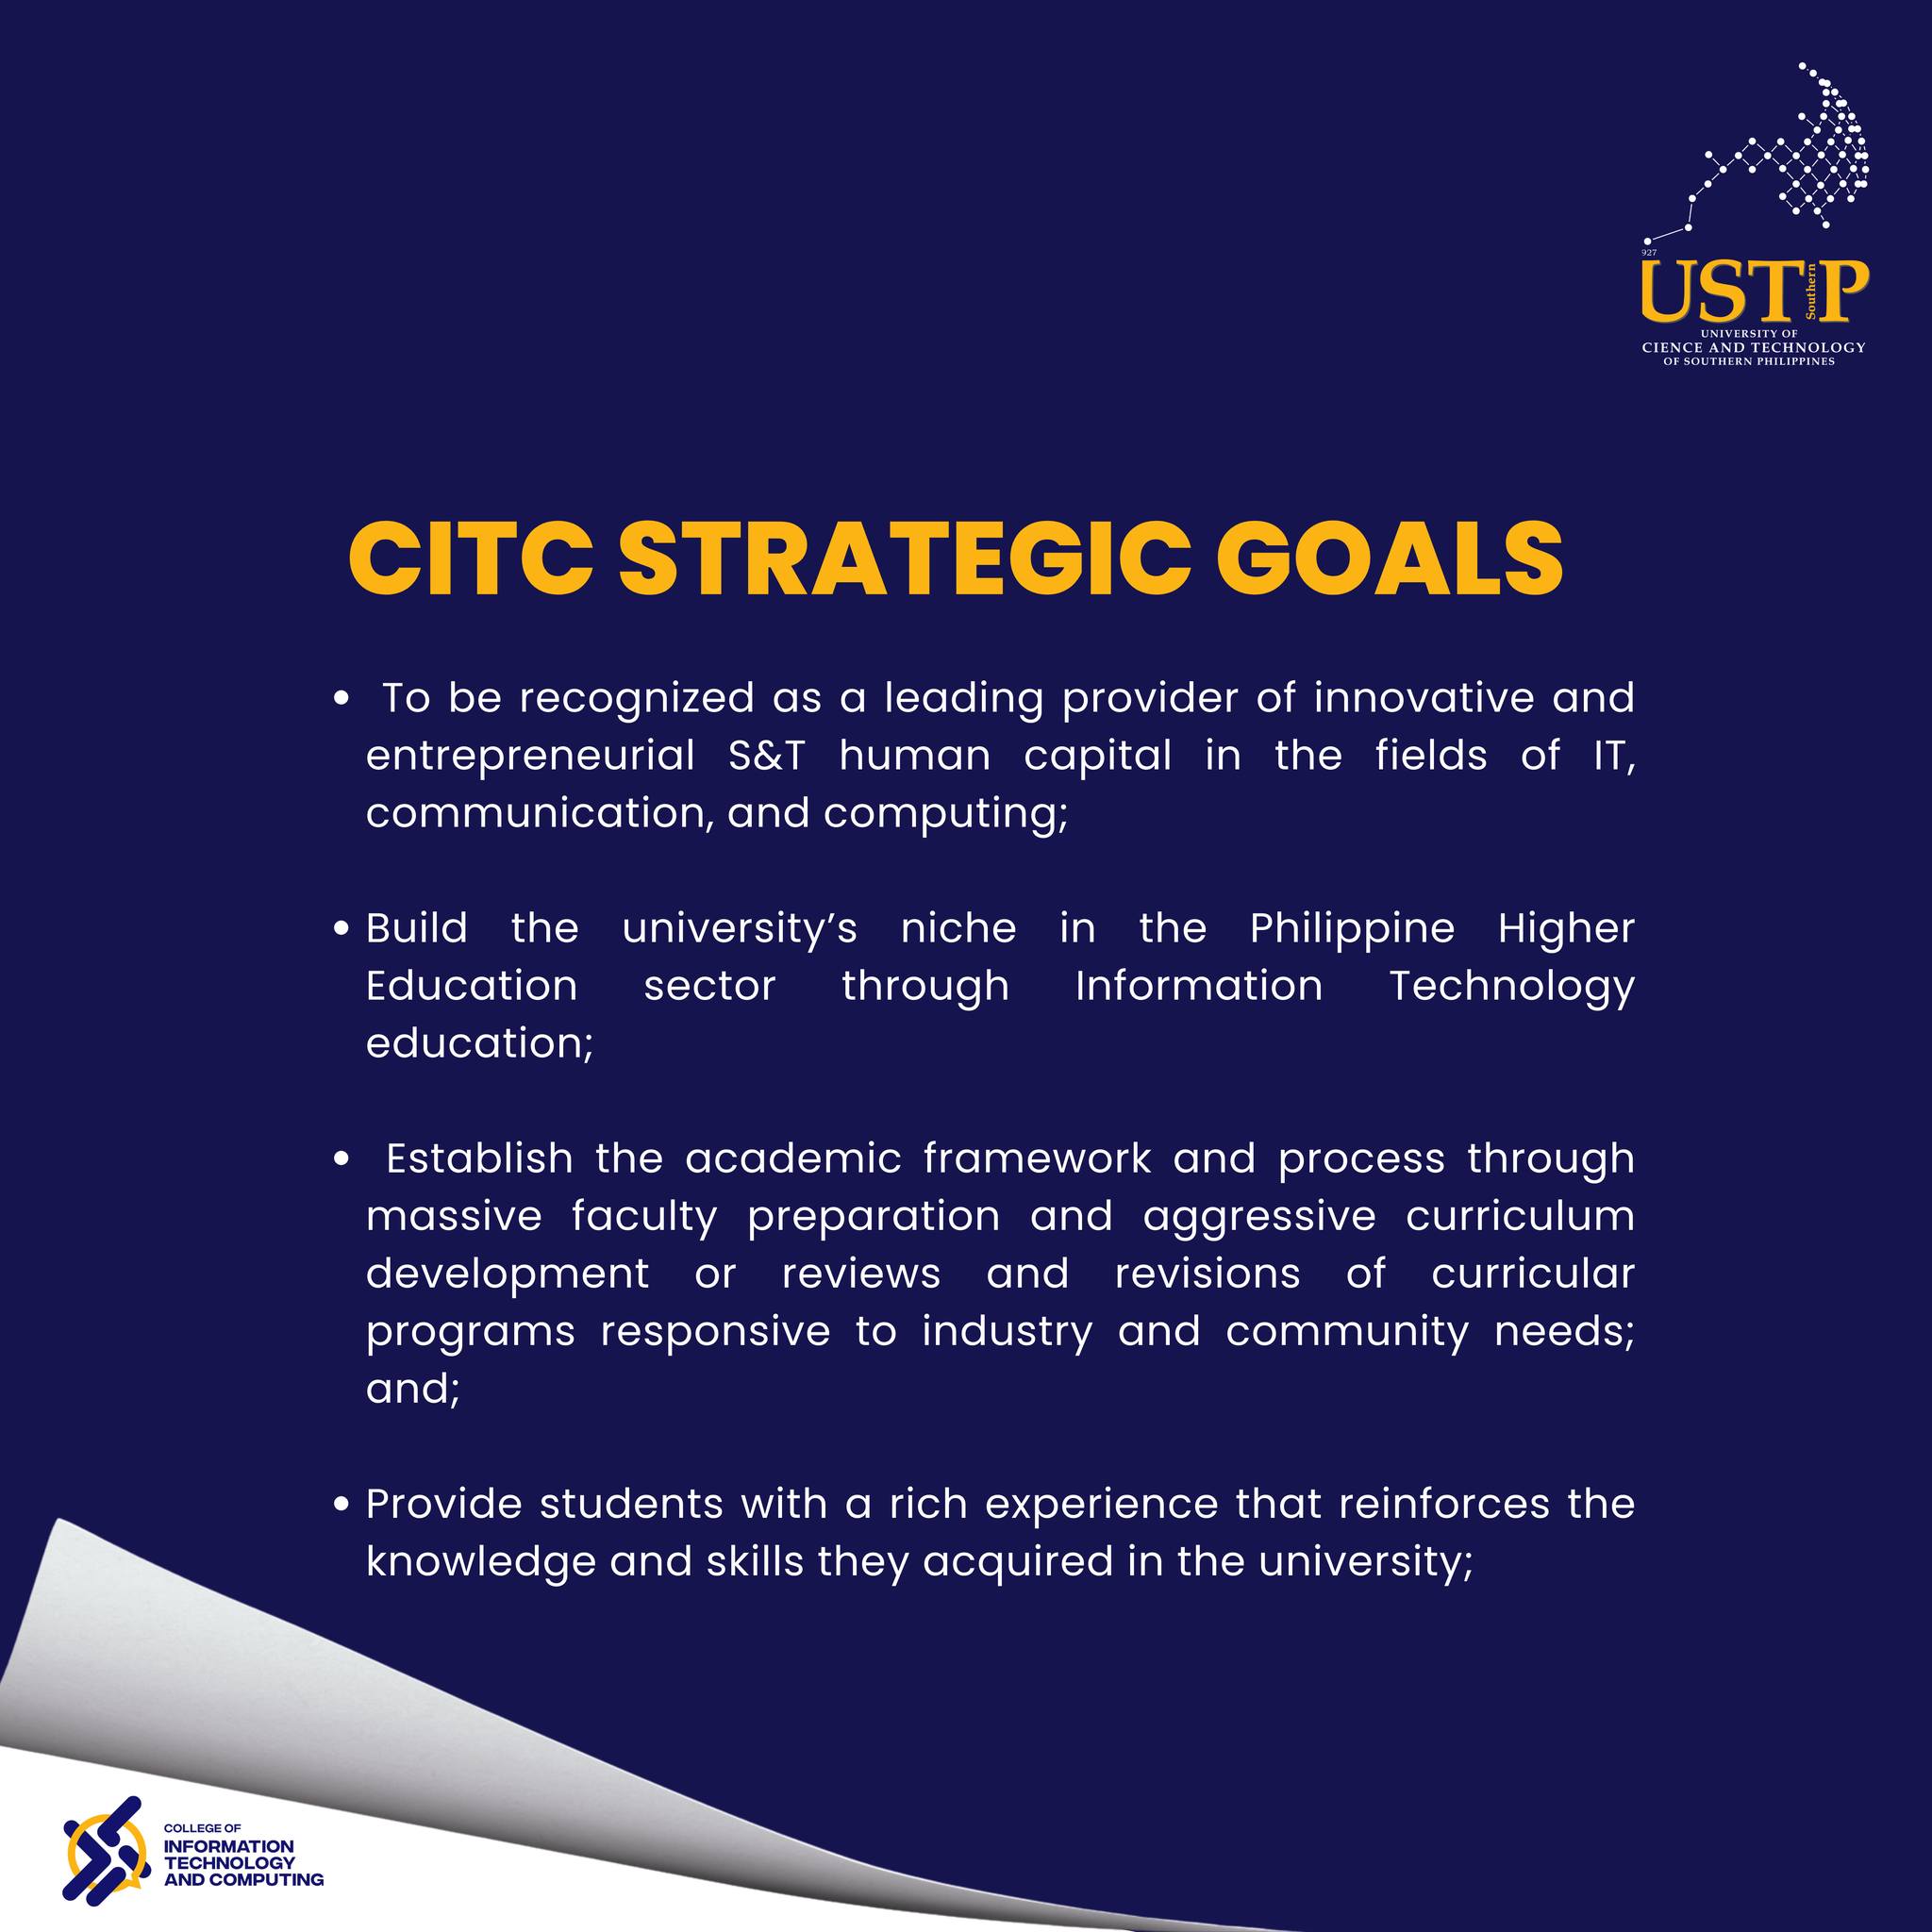 927
USTP
Southern
UNIVERSITY OF
CIENCE AND TECHNOLOGY
OF SOUTHERN PHILIPPINES
CITC STRATEGIC GOALS
• To be recognized as a leading provider of innovative and
entrepreneurial S&T human capital in the fields of IT,
communication, and computing;
• Build the university’s niche in the Philippine Higher
Education sector through Information Technology
education;
• Establish the academic framework and process through
massive faculty preparation and aggressive curriculum
development or reviews and revisions of curricular
programs responsive to industry and community needs;
and;
• Provide students with a rich experience that reinforces the
knowledge and skills they acquired in the university;
COLLEGE OF
INFORMATION
TECHNOLOGY
AND COMPUTING